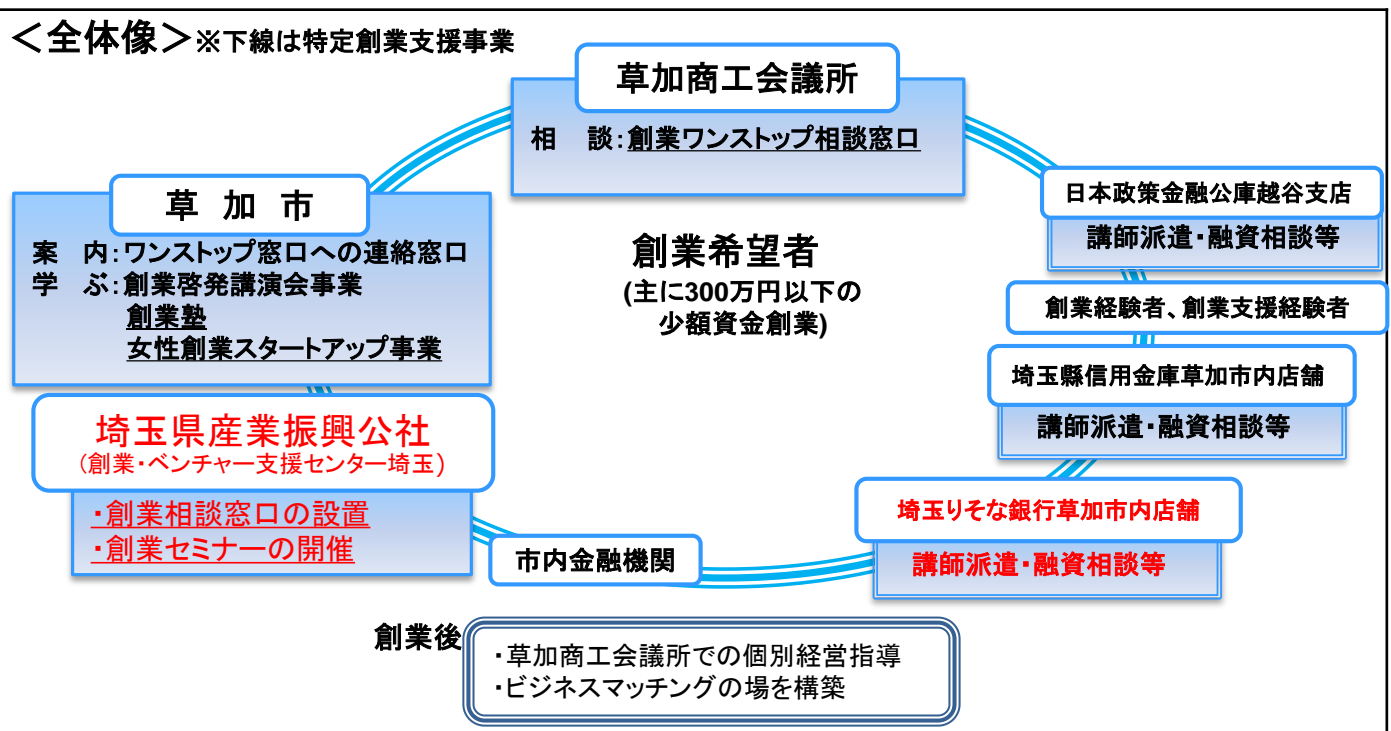 ＜全体像＞※下線は特定創業支援事業
草加商工会議所
相　談：創業ワンストップ相談窓口
草 加 市
案　内：ワンストップ窓口への連絡窓口
学　ぶ：創業啓発講演会事業
創業塾
女性創業スタートアップ事業
創業希望者
(主に300万円以下の
少額資金創業)
日本政策金融公庫越谷支店
講師派遣・融資相談等
創業経験者、創業支援経験者
埼玉縣信用金庫草加市内店舗
講師派遣・融資相談等
埼玉県産業振興公社
(創業・ベンチャー支援センター埼玉)
・創業相談窓口の設置
・創業セミナーの開催
市内金融機関
埼玉りそな銀行草加市内店舗
講師派遣・融資相談等
創業後
・草加商工会議所での個別経営指導
・ビジネスマッチングの場を構築